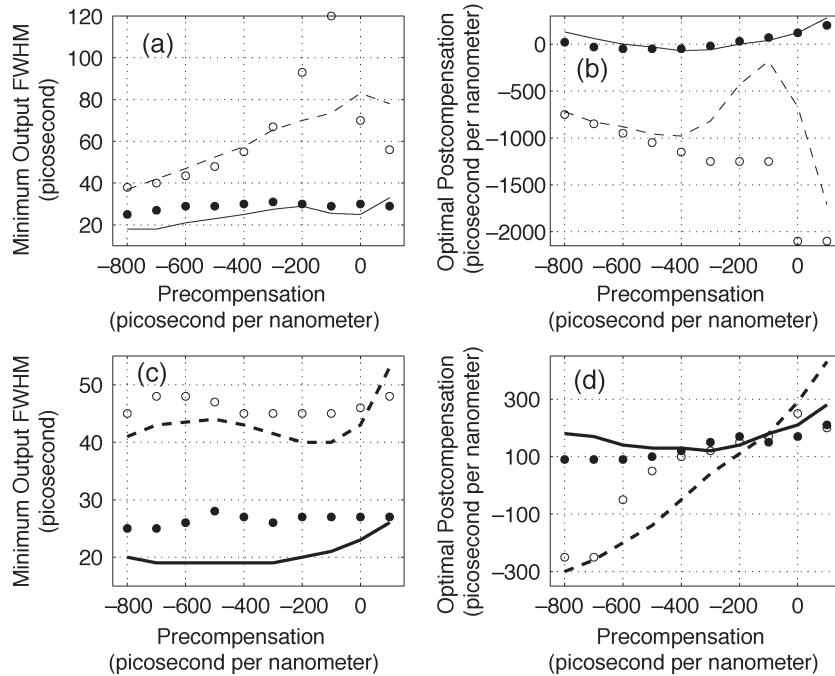 (a)
Minimum Output FWHM
(picosecond)
120
100
80
60
40
20
−800 −600 −400 −200 0
Precompensation
(picosecond per nanometer)
(b)
Optimal Postcompensation
(picosecond per nanometer)
0
−500
−1000
−1500
−2000
−800 −600 −400 −200 0
Precompensation
(picosecond per nanometer)
(c)
Minimum Output FWHM
(picosecond)
50
40
30
20
−800 −600 −400 −200 0
Precompensation
(picosecond per nanometer)
(d)
Optimal Postcompensation
(picosecond per nanometer)
300
100
−100
−300
−800 −600 −400 −200 0
Precompensation
(picosecond per nanometer)